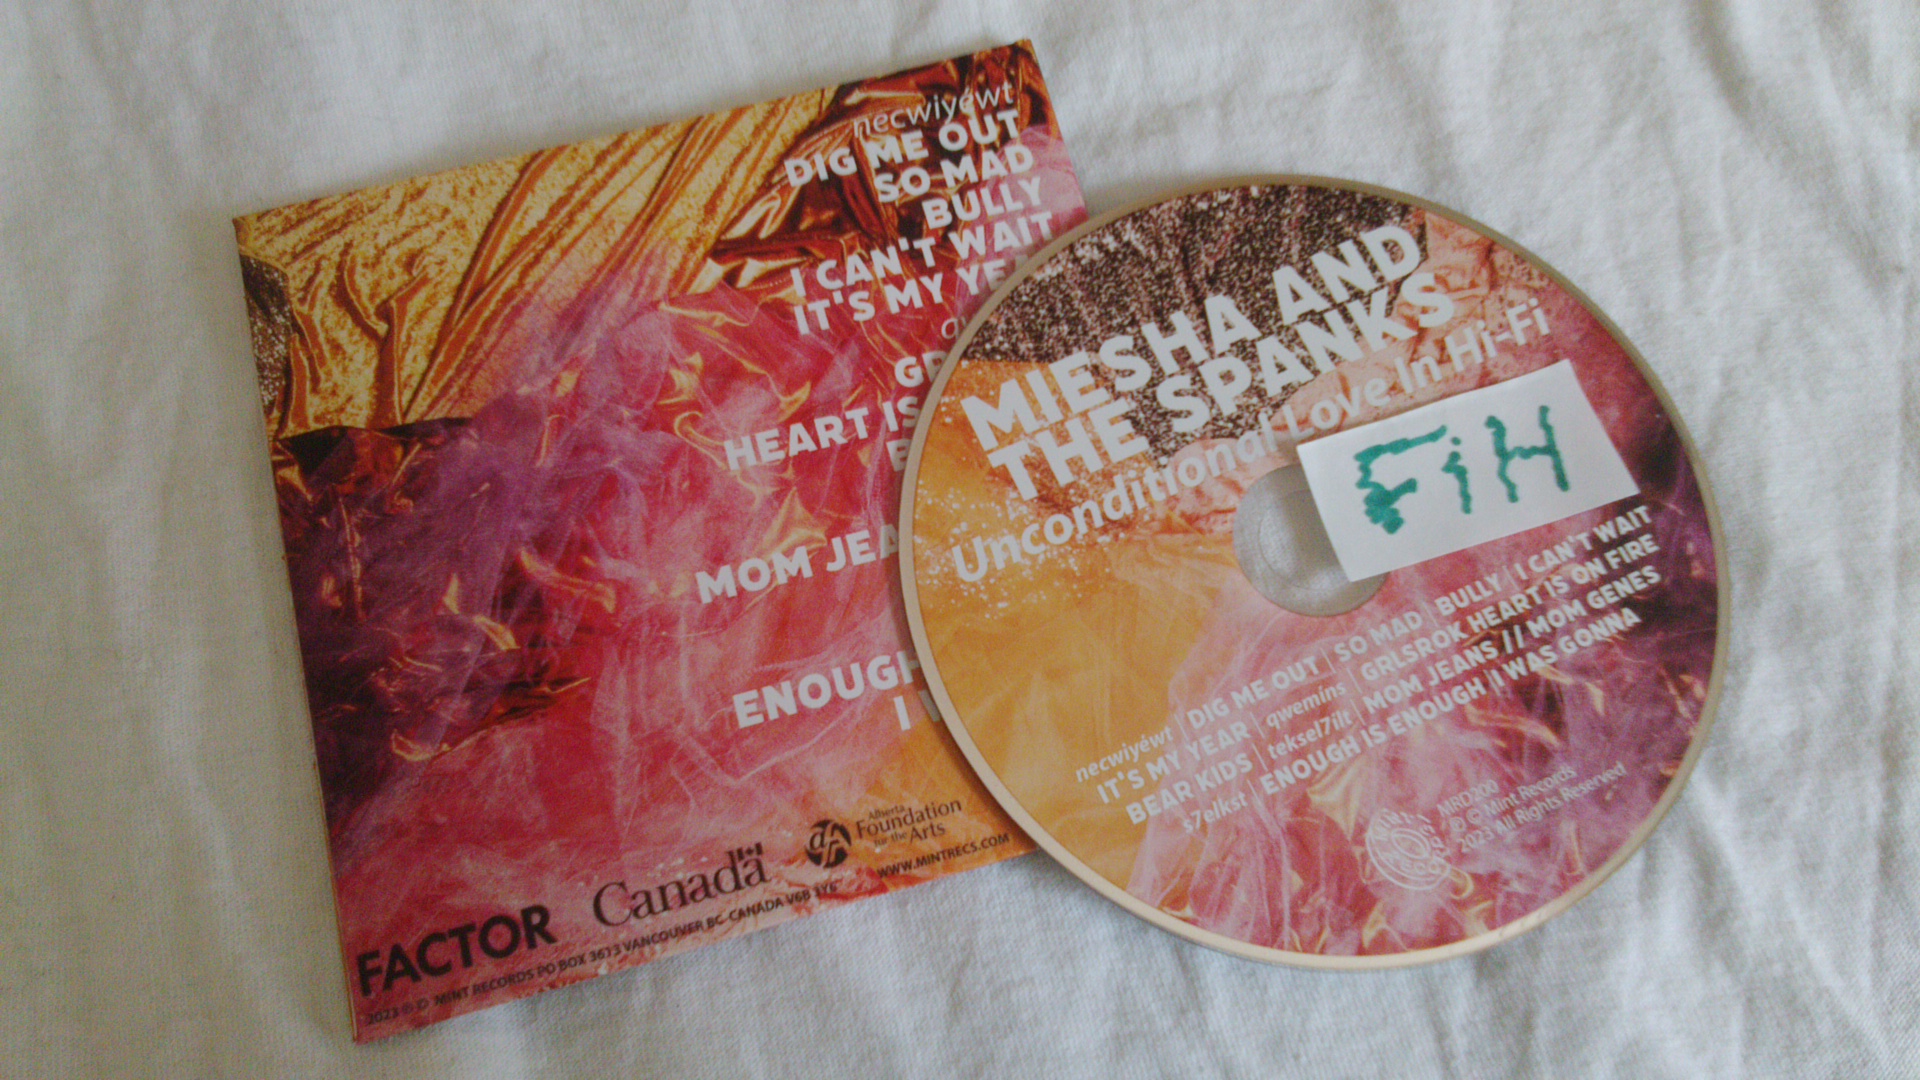 necwiyéwt
DIG ME OUT
SO MAD
BULLY
I CAN'T WAIT
IT'S MY YE
HEART IS
MOM JEA
ENOUGH
I
FACTOR
Canada
Alberta
Foundation
for the Arts
WWW.MINTRECS.COM
2023 ℗ © MINT RECORDS PO BOX 3613 VANCOUVER BC CANADA V6B 3Y6
MIESHA AND
THE SPANKS
Unconditional Love In Hi-Fi
FiH
necwiyéwt | DIG ME OUT | SO MAD | BULLY | I CAN'T WAIT
IT'S MY YEAR | qwemins | GRLSROK HEART IS ON FIRE
BEAR KIDS | teksel7ilt | MOM JEANS // MOM GENES
s7elkst | ENOUGH IS ENOUGH | I WAS GONNA
MRD200
℗ © Mint Records
2023 All Rights Reserved